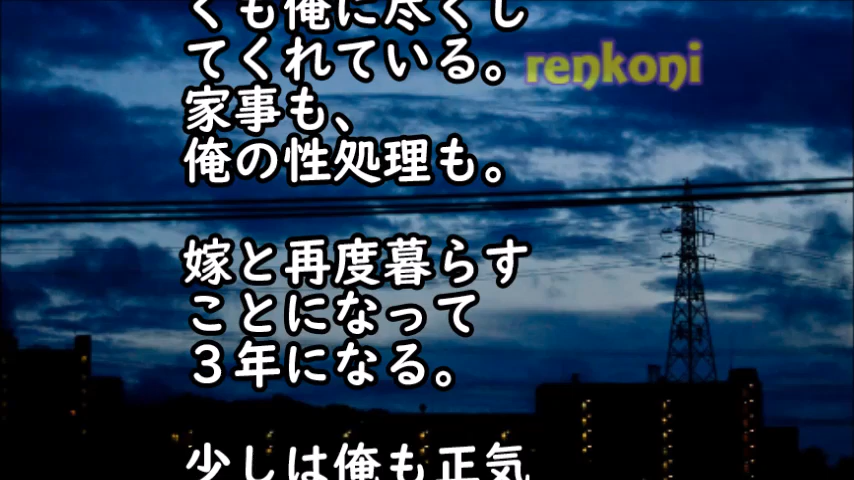 くも俺に尽くし
てくれている。
renkoni
家事も、
俺の性処理も。
嫁と再度暮らす
ことになって
３年になる。
少しは俺も正気